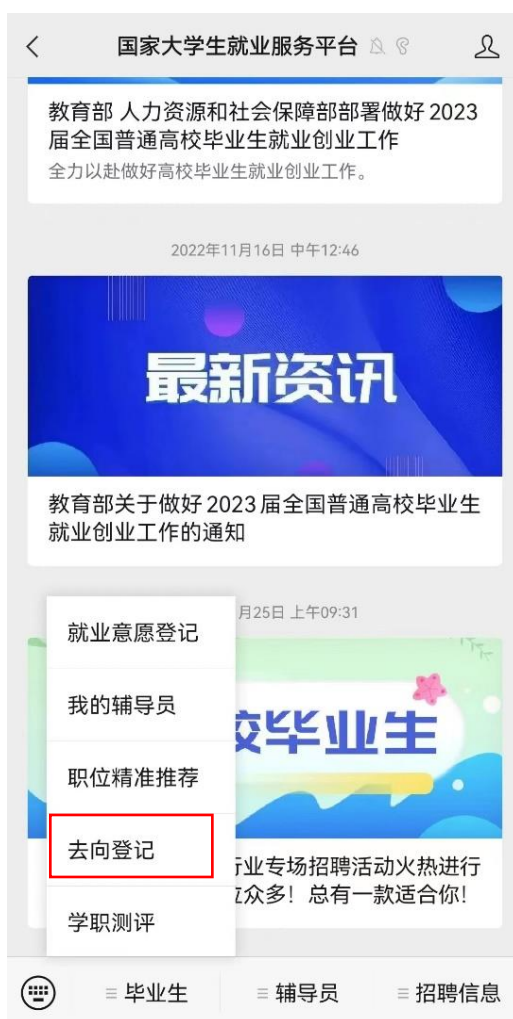 国家大学生就业服务平台
教育部 人力资源和社会保障部部署做好 2023
届全国普通高校毕业生就业创业工作
全力以赴做好高校毕业生就业创业工作。
2022年11月16日 中午12:46
最新资讯
教育部关于做好 2023 届全国普通高校毕业生
就业创业工作的通知
月25日 上午09:31
校毕业生
行业专场招聘活动火热进行
位众多！总有一款适合你！
就业意愿登记
我的辅导员
职位精准推荐
去向登记
学职测评
毕业生
辅导员
招聘信息